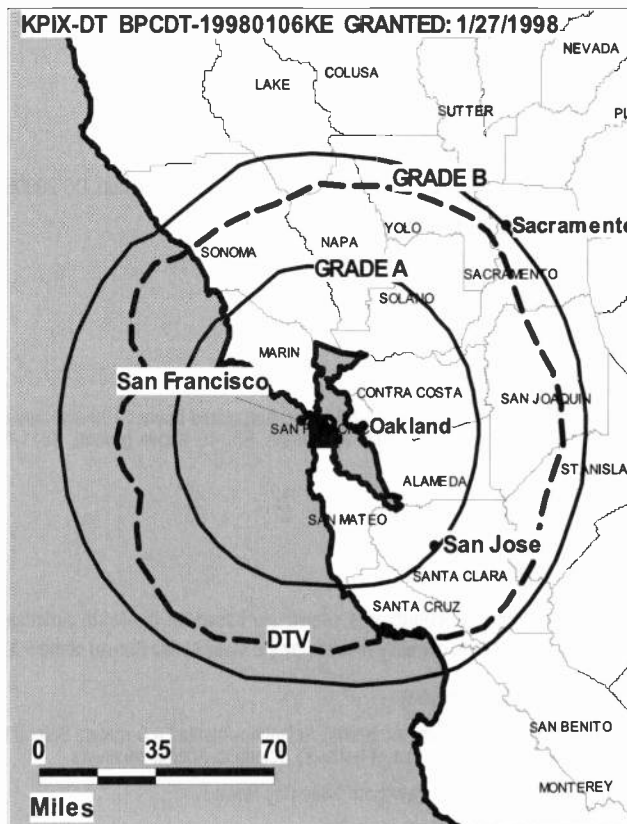 KPIX-DT BPCDT-19980106KE GRANTED: 1/27/1998
NEVADA
COLUSA
LAKE
SUTTER
PL
GRADE B
Sacramento
YOLO
NAPA
SONOMA
GRADE A
SACRAMENTO
SOLANO
MARIN
San Francisco
CONTRA COSTA
SAN JOAQUIN
Oakland
STANISLA
ALAMEDA
SAN MATEO
San Jose
SANTA CLARA
SANTA CRUZ
DTV
SAN BENITO
0 35 70
MONTEREY
Miles